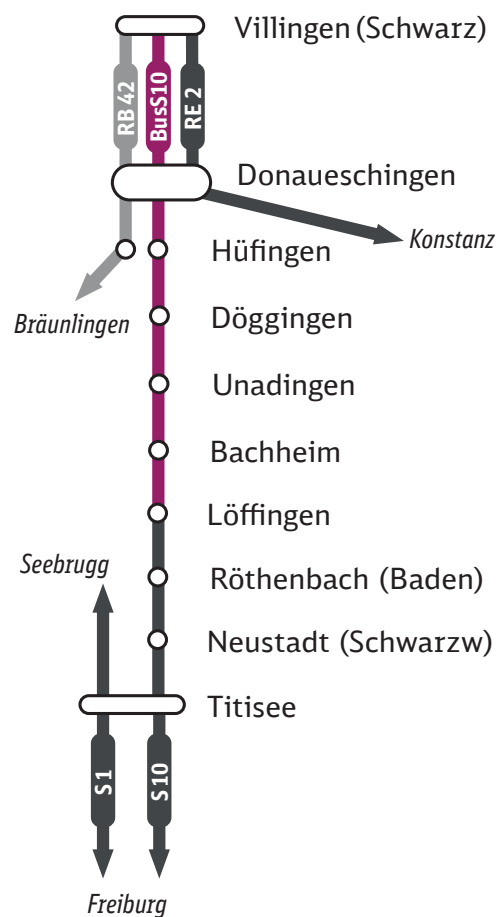 Villingen (Schwarz)
RB 42
BusS10
RE 2
Donaueschingen
Konstanz
Hüfingen
Bräunlingen
Döggingen
Unadingen
Bachheim
Löffingen
Seebrugg
Röthenbach (Baden)
Neustadt (Schwarzw)
Titisee
S 1
S 10
Freiburg